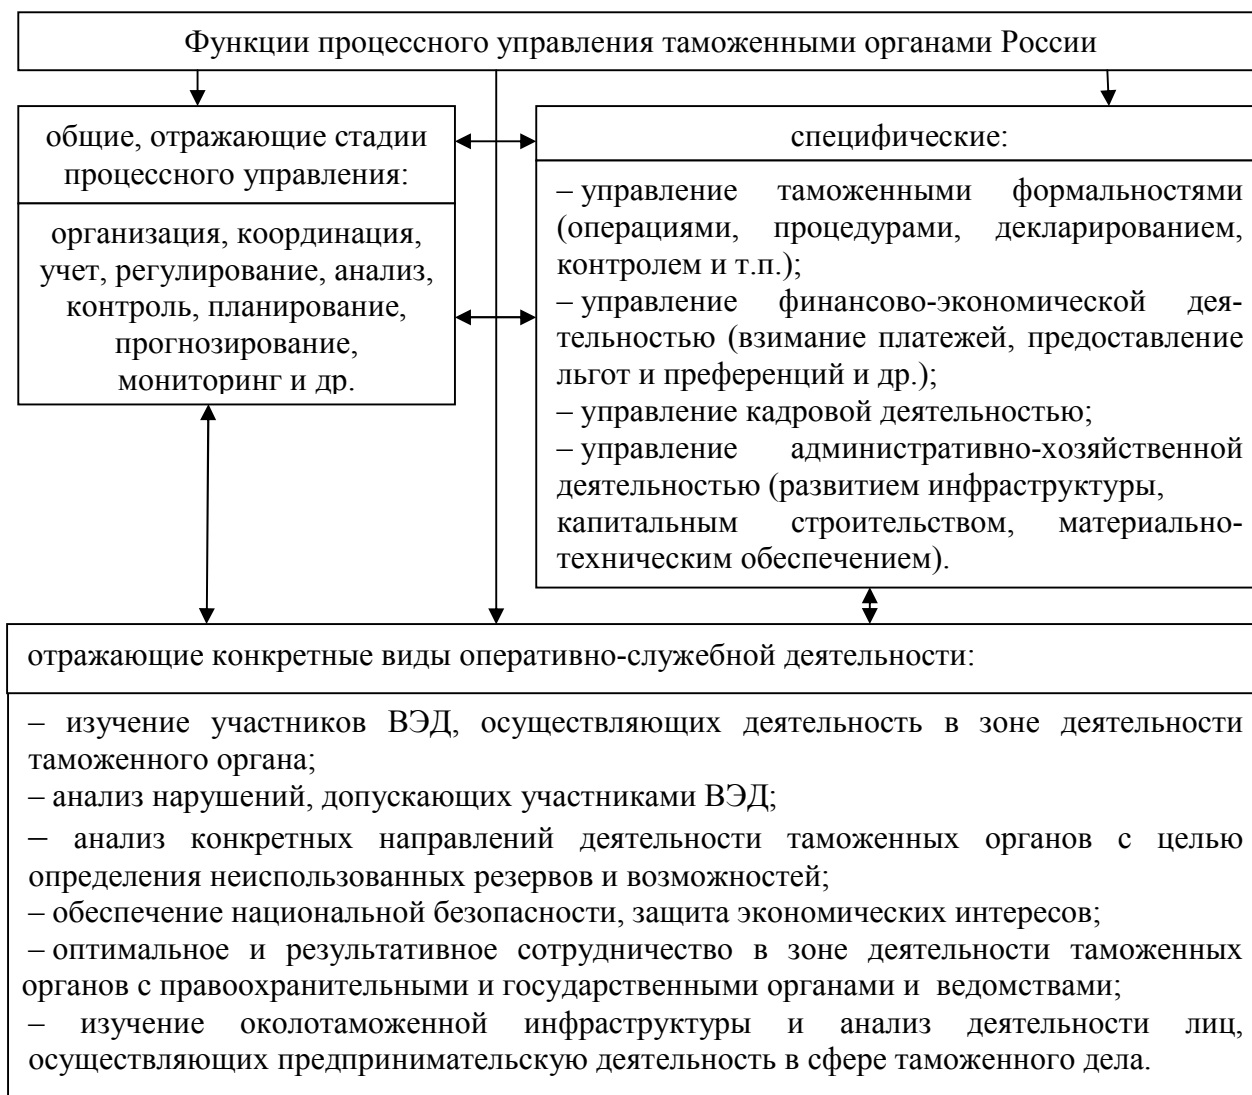 Функции процессного управления таможенными органами России
общие, отражающие стадии
процессного управления:
организация, координация,
учет, регулирование, анализ,
контроль, планирование,
прогнозирование,
мониторинг и др.
специфические:
– управление таможенными формальностями
(операциями, процедурами, декларированием,
контролем и т.п.);
– управление финансово-экономической дея-
тельностью (взимание платежей, предоставление
льгот и преференций и др.);
– управление кадровой деятельностью;
– управление административно-хозяйственной
деятельностью (развитием инфраструктуры,
капитальным строительством, материально-
техническим обеспечением).
отражающие конкретные виды оперативно-служебной деятельности:
– изучение участников ВЭД, осуществляющих деятельность в зоне деятельности
таможенного органа;
– анализ нарушений, допускающих участниками ВЭД;
– анализ конкретных направлений деятельности таможенных органов с целью
определения неиспользованных резервов и возможностей;
– обеспечение национальной безопасности, защита экономических интересов;
– оптимальное и результативное сотрудничество в зоне деятельности таможенных
органов с правоохранительными и государственными органами и ведомствами;
– изучение околотаможенной инфраструктуры и анализ деятельности лиц,
осуществляющих предпринимательскую деятельность в сфере таможенного дела.